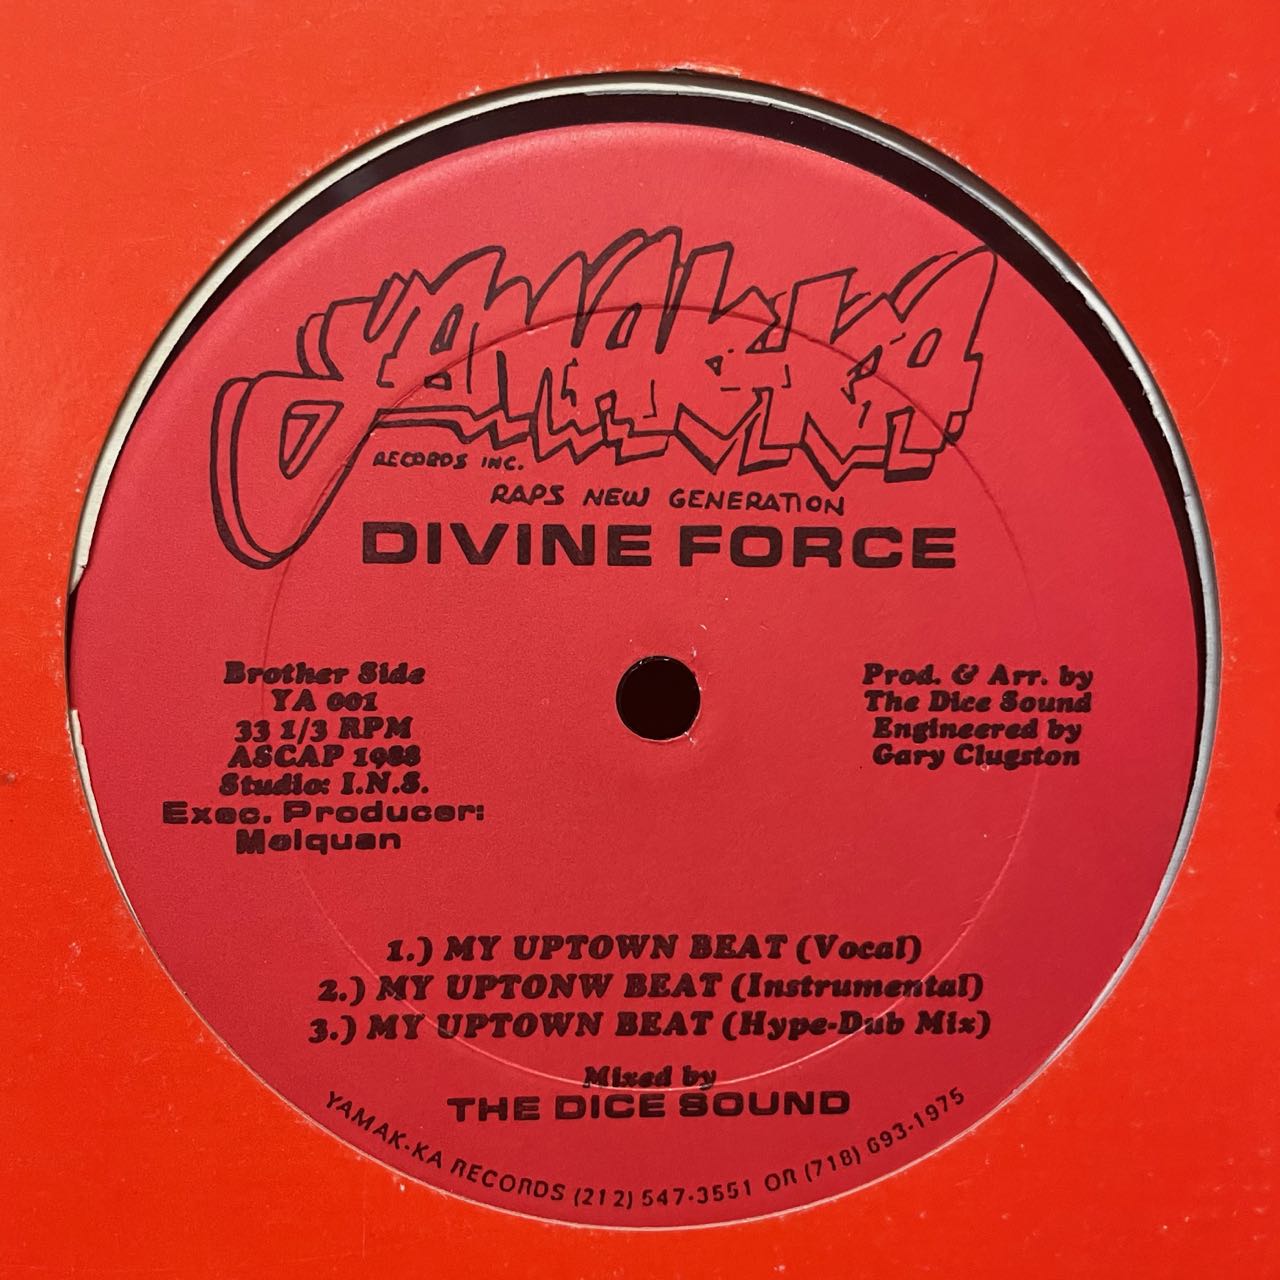 YAMAK-KA
RECORDS INC.
RAPS NEW GENERATION
DIVINE FORCE
Brother Side
YA 001
33 1/3 RPM
ASCAP 1988
Studio: I.N.S.
Exec. Producer:
Melquan
Prod. & Arr. by
The Dice Sound
Engineered by
Gary Clugston
1.) MY UPTOWN BEAT (Vocal)
2.) MY UPTONW BEAT (Instrumental)
3.) MY UPTOWN BEAT (Hype-Dub Mix)
Mixed by
THE DICE SOUND
YAMAK-KA RECORDS (212) 547-3551 OR (718) 693-1975